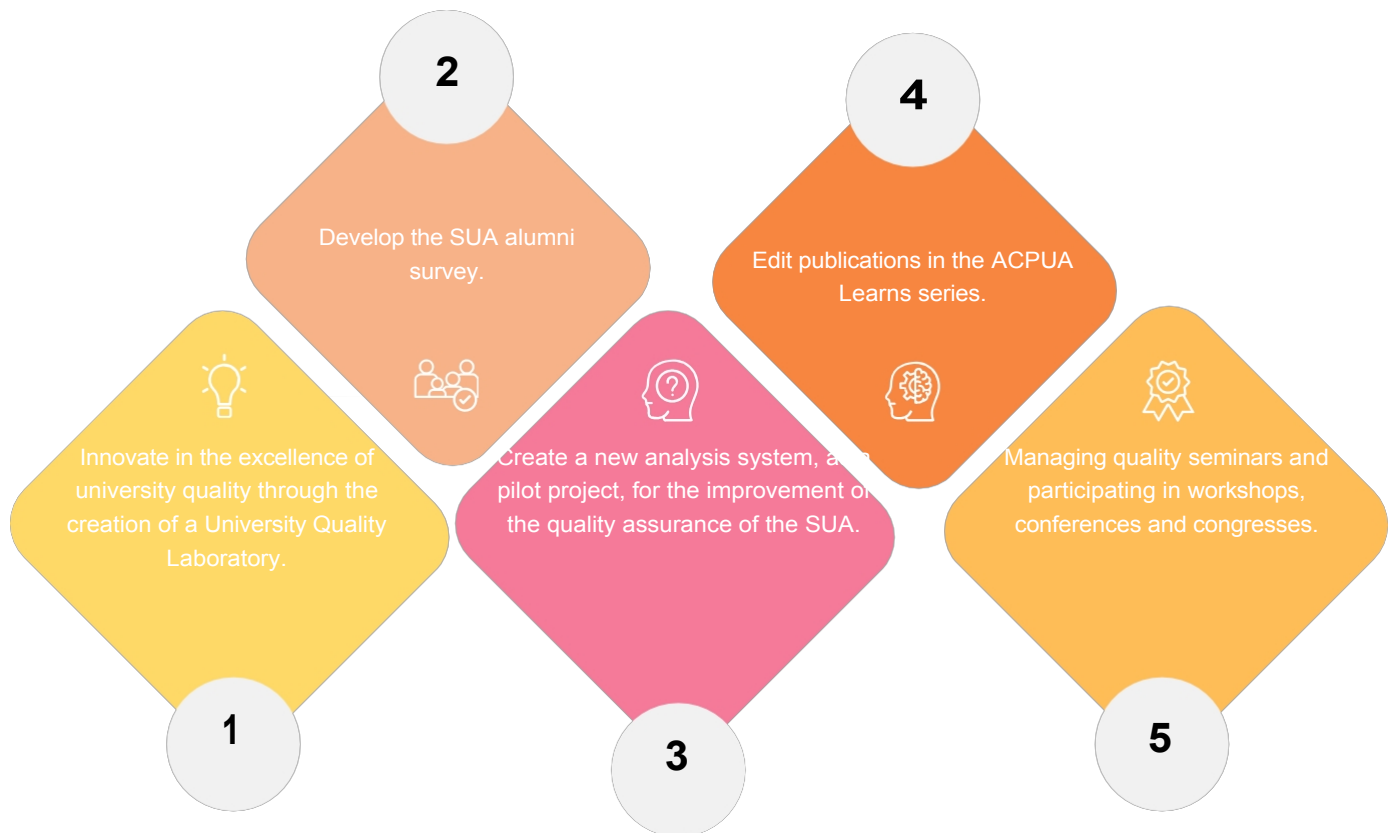 2
Develop the SUA alumni
survey.
4
Edit publications in the ACPUA
Learns series.
Innovate in the excellence of
university quality through the
creation of a University Quality
Laboratory.
1
Create a new analysis system, as a
pilot project, for the improvement of
the quality assurance of the SUA.
3
Managing quality seminars and
participating in workshops,
conferences and congresses.
5